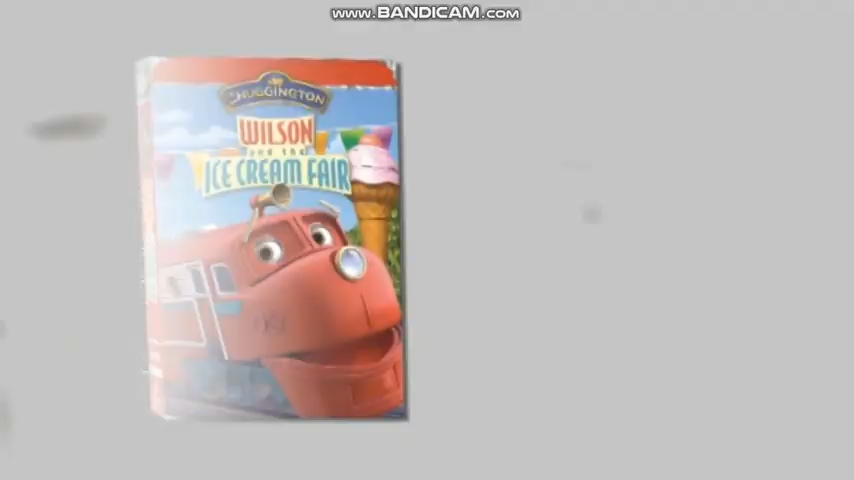 www.BANDICAM.com
CHUGGINGTON
WILSON
and the
ICE CREAM FAIR